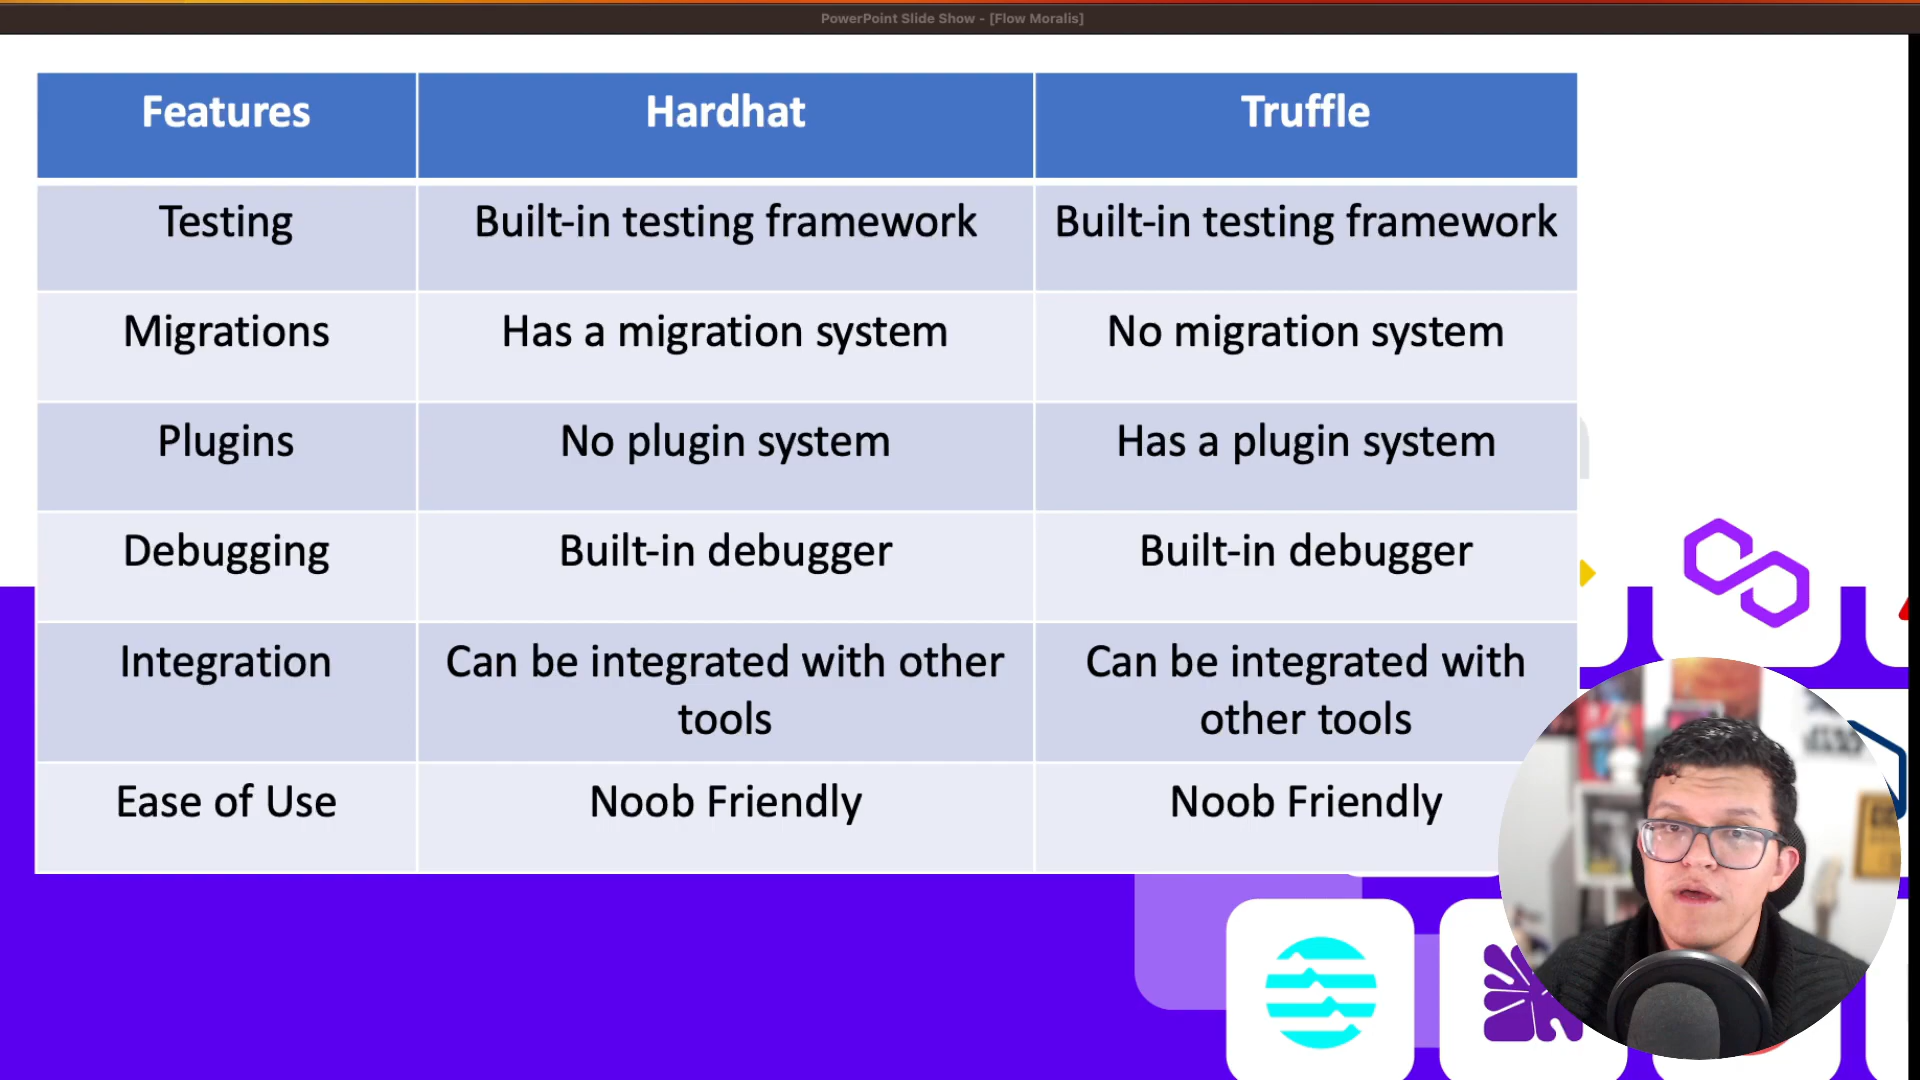 PowerPoint Slide Show - [Flow Moralis]
Features Hardhat Truffle
Testing Built-in testing framework Built-in testing framework
Migrations Has a migration system No migration system
Plugins No plugin system Has a plugin system
Debugging Built-in debugger Built-in debugger
Integration Can be integrated with other Can be integrated with
tools other tools
Ease of Use Noob Friendly Noob Friendly